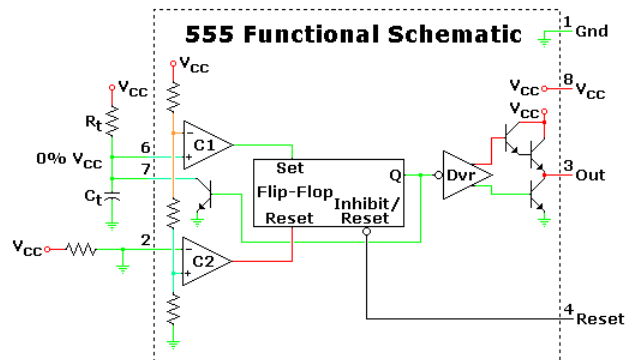 555 Functional Schematic
1
Gnd
VCC
VCC
8
VCC
VCC
VCC
Rt
6
−
+
C1
0% VCC
7
Set
Flip-Flop
Q
Inhibit/
Reset
Reset
Dvr
3
Out
Ct
VCC
2
−
+
C2
4
Reset